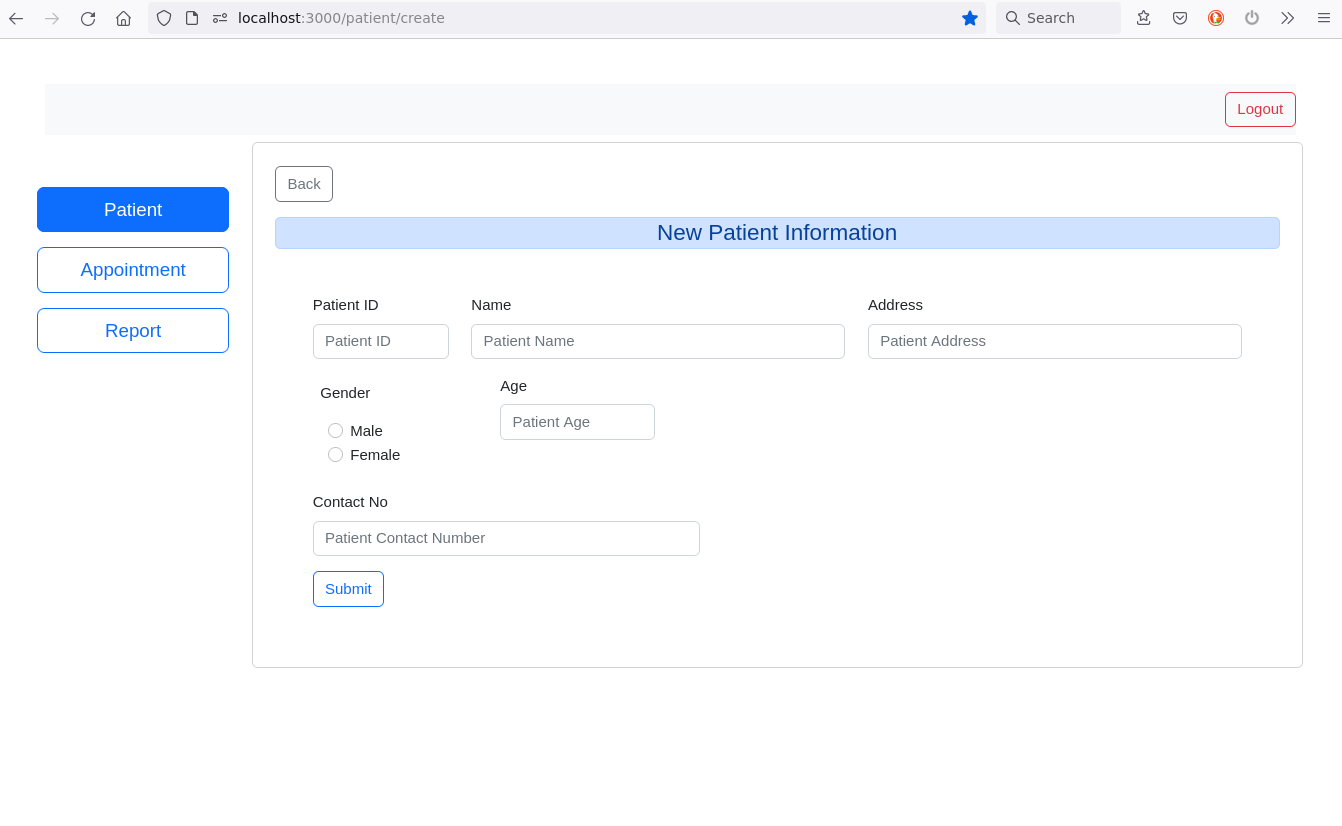 localhost:3000/patient/create
Search
Logout
Patient
Appointment
Report
Back
New Patient Information
Patient ID Name Address
Patient ID Patient Name Patient Address
Gender Age
Patient Age
Male
Female
Contact No
Patient Contact Number
Submit